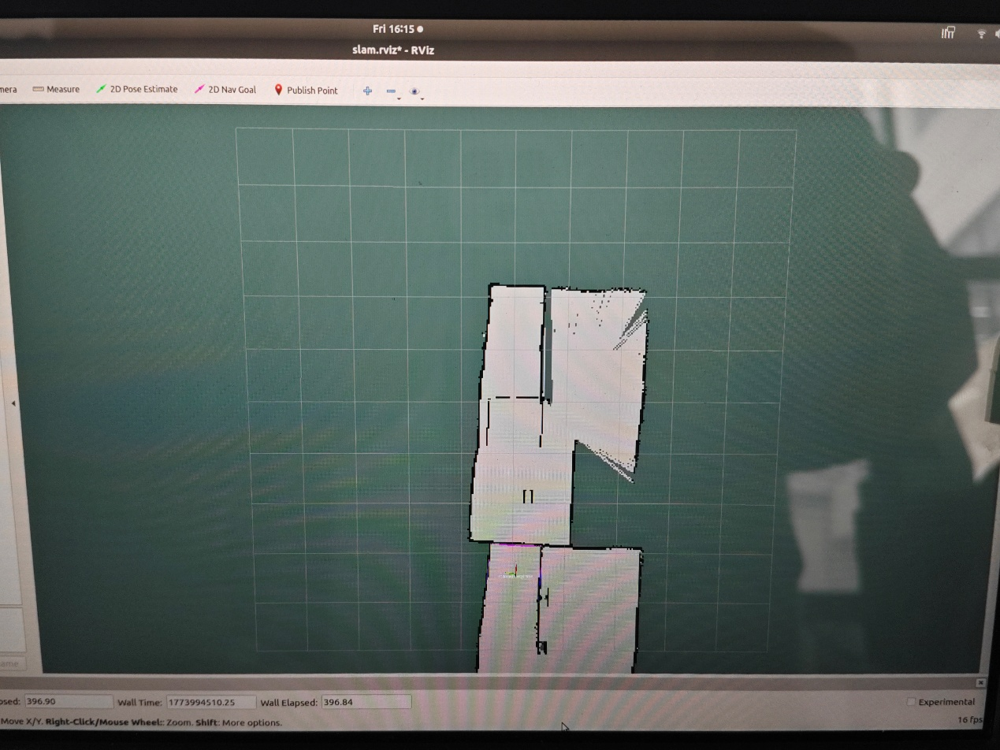 Fri 16:15
slam.rviz* - RViz
mera Measure 2D Pose Estimate 2D Nav Goal Publish Point
ame
osed: 396.90 Wall Time: 1773994510.25 Wall Elapsed: 396.84 Experimental
Move X/Y. Right-Click/Mouse Wheel:: Zoom. Shift: More options. 16 fps